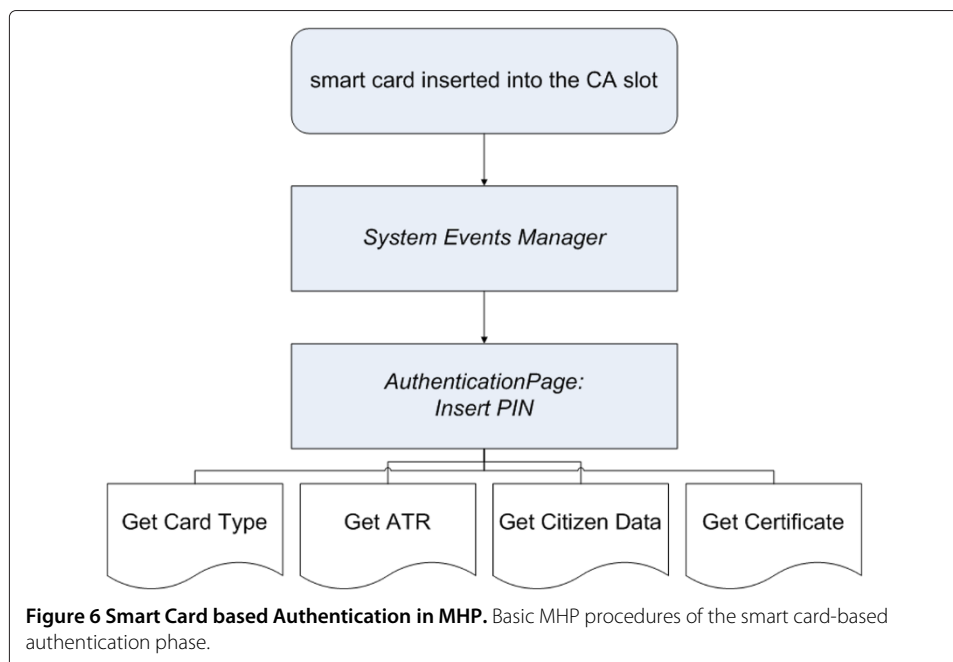 smart card inserted into the CA slot
System Events Manager
AuthenticationPage:
Insert PIN
Get Card Type
Get ATR
Get Citizen Data
Get Certificate
Figure 6 Smart Card based Authentication in MHP. Basic MHP procedures of the smart card-based
authentication phase.